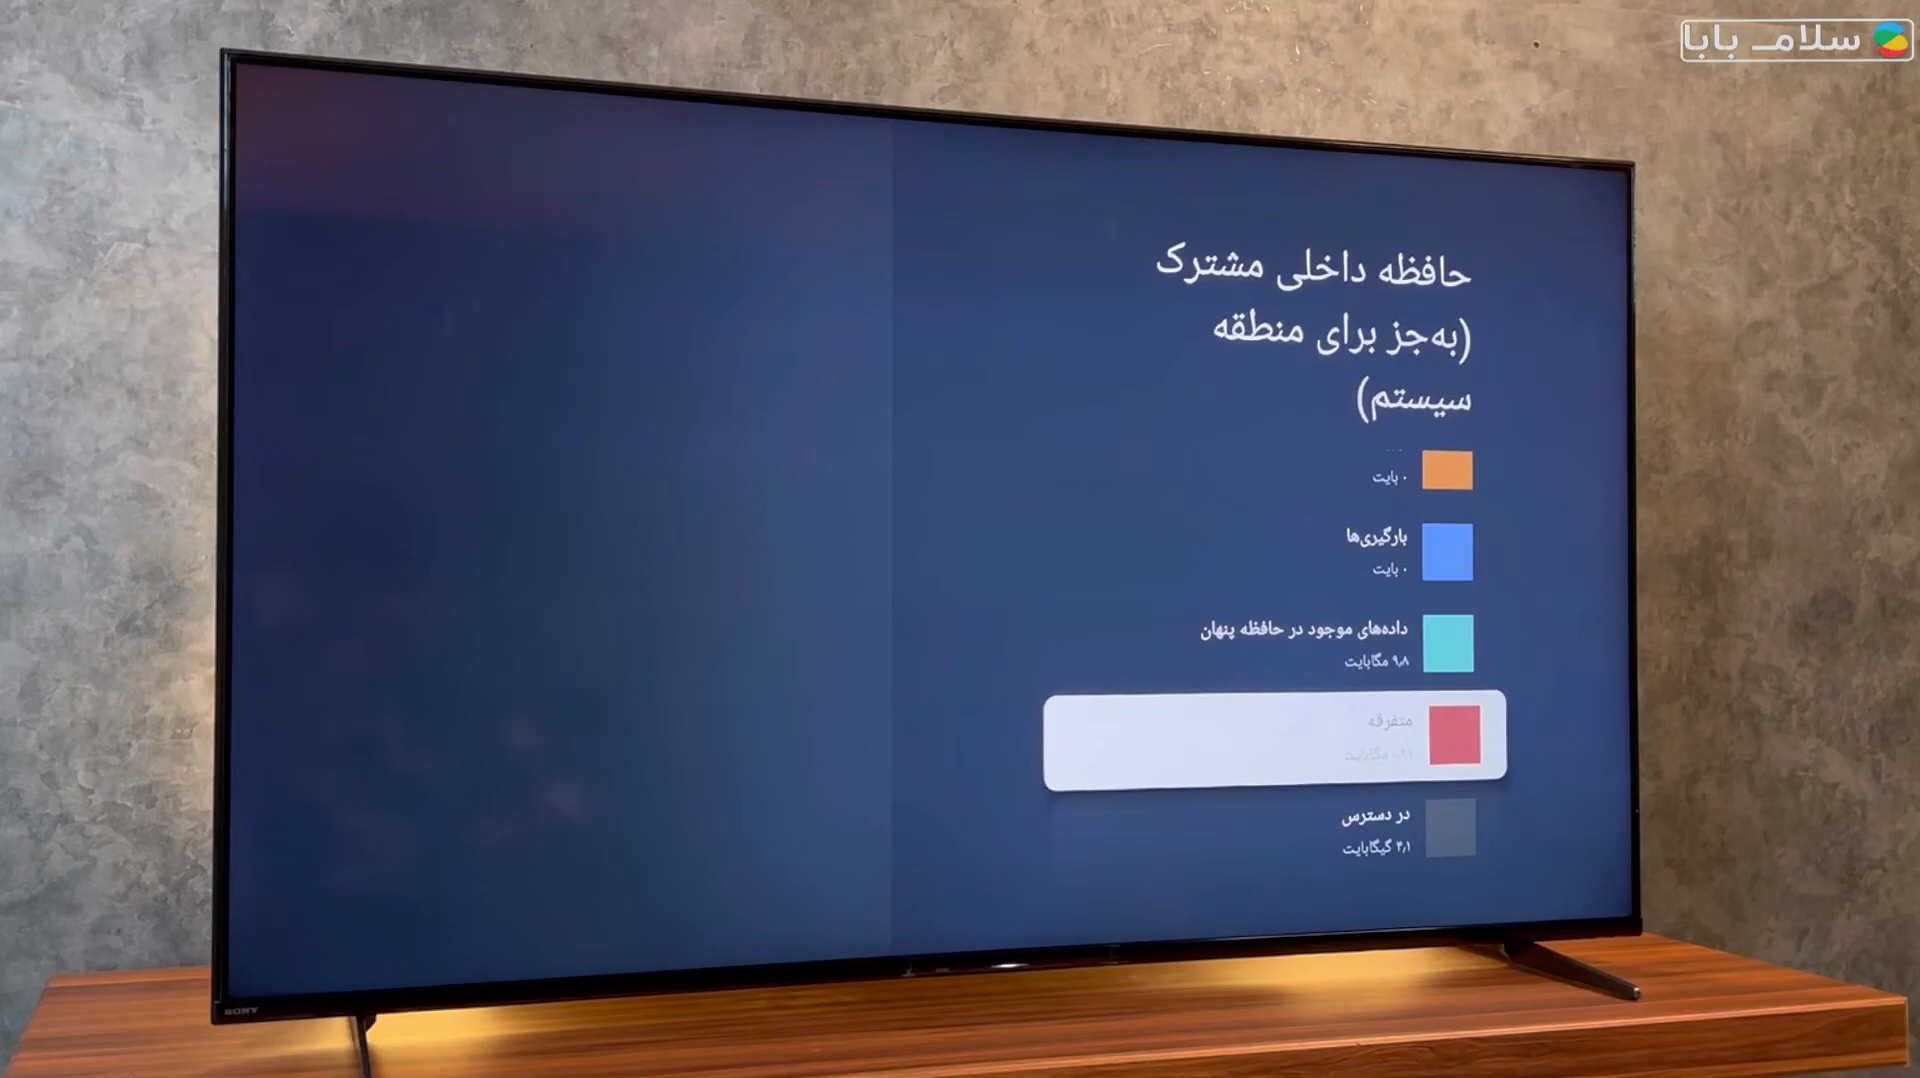 سلامـ بابا
حافظه داخلی مشترک
(به‌جز برای منطقه
سیستم)
۰ بایت
بارگیری‌ها
۰ بایت
داده‌های موجود در حافظه پنهان
۹٫۸ مگابایت
متفرقه
مگابایت
در دسترس
۴٫۱ گیگابایت
SONY